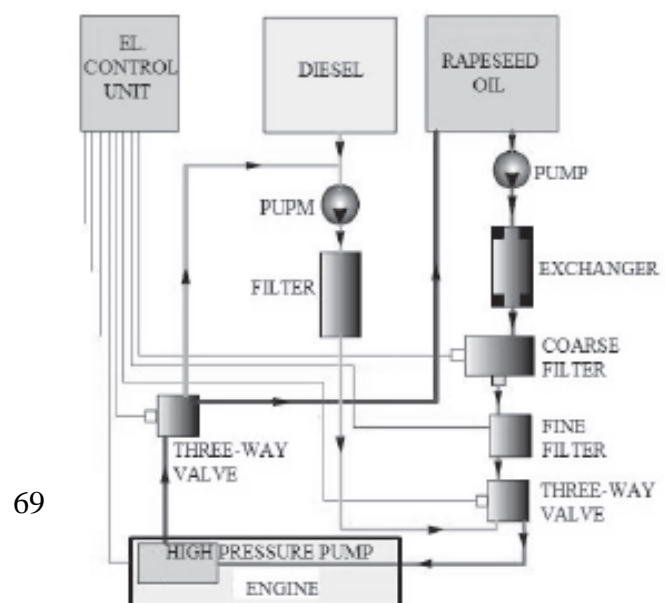 EL.
CONTROL
UNIT
DIESEL
RAPESEED
OIL
PUPM
PUMP
FILTER
EXCHANGER
COARSE
FILTER
THREE-WAY
VALVE
FINE
FILTER
THREE-WAY
VALVE
69
HIGH PRESSURE PUMP
ENGINE